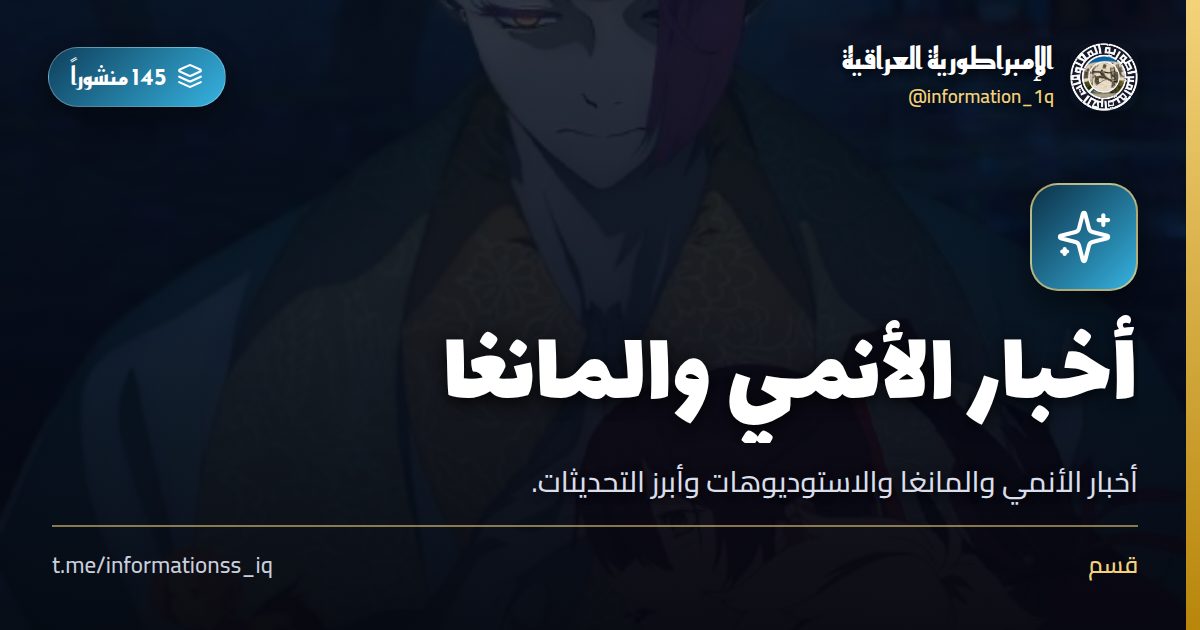 الإمبراطورية العراقية
@information_1q
145 منشوراً
أخبار الأنمي والمانغا
أخبار الأنمي والمانغا والاستوديوهات وأبرز التحديثات.
قسم
t.me/informationss_iq